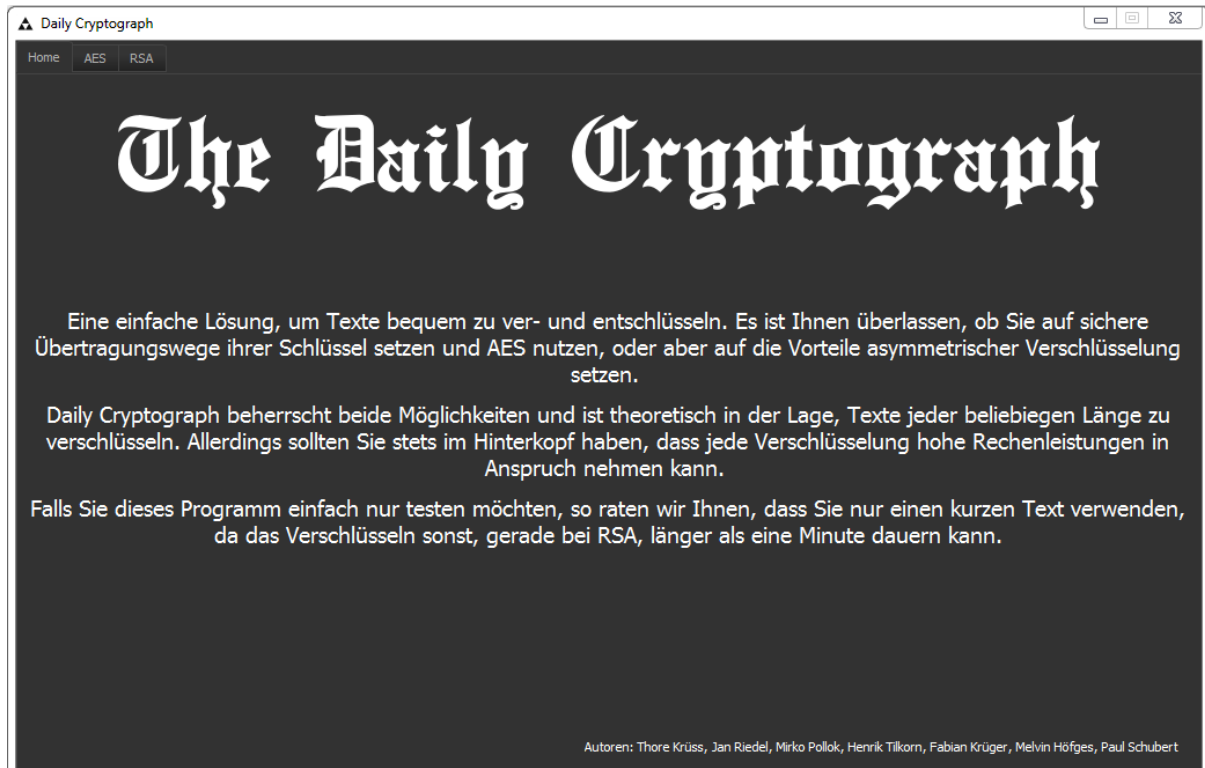 Daily Cryptograph
Home AES RSA
The Daily Cryptograph
Eine einfache Lösung, um Texte bequem zu ver- und entschlüsseln. Es ist Ihnen überlassen, ob Sie auf sichere
Übertragungswege ihrer Schlüssel setzen und AES nutzen, oder aber auf die Vorteile asymmetrischer Verschlüsselung
setzen.
Daily Cryptograph beherrscht beide Möglichkeiten und ist theoretisch in der Lage, Texte jeder beliebiegen Länge zu
verschlüsseln. Allerdings sollten Sie stets im Hinterkopf haben, dass jede Verschlüsselung hohe Rechenleistungen in
Anspruch nehmen kann.
Falls Sie dieses Programm einfach nur testen möchten, so raten wir Ihnen, dass Sie nur einen kurzen Text verwenden,
da das Verschlüsseln sonst, gerade bei RSA, länger als eine Minute dauern kann.
Autoren: Thore Krüss, Jan Riedel, Mirko Pollok, Henrik Tilkorn, Fabian Krüger, Melvin Höfges, Paul Schubert